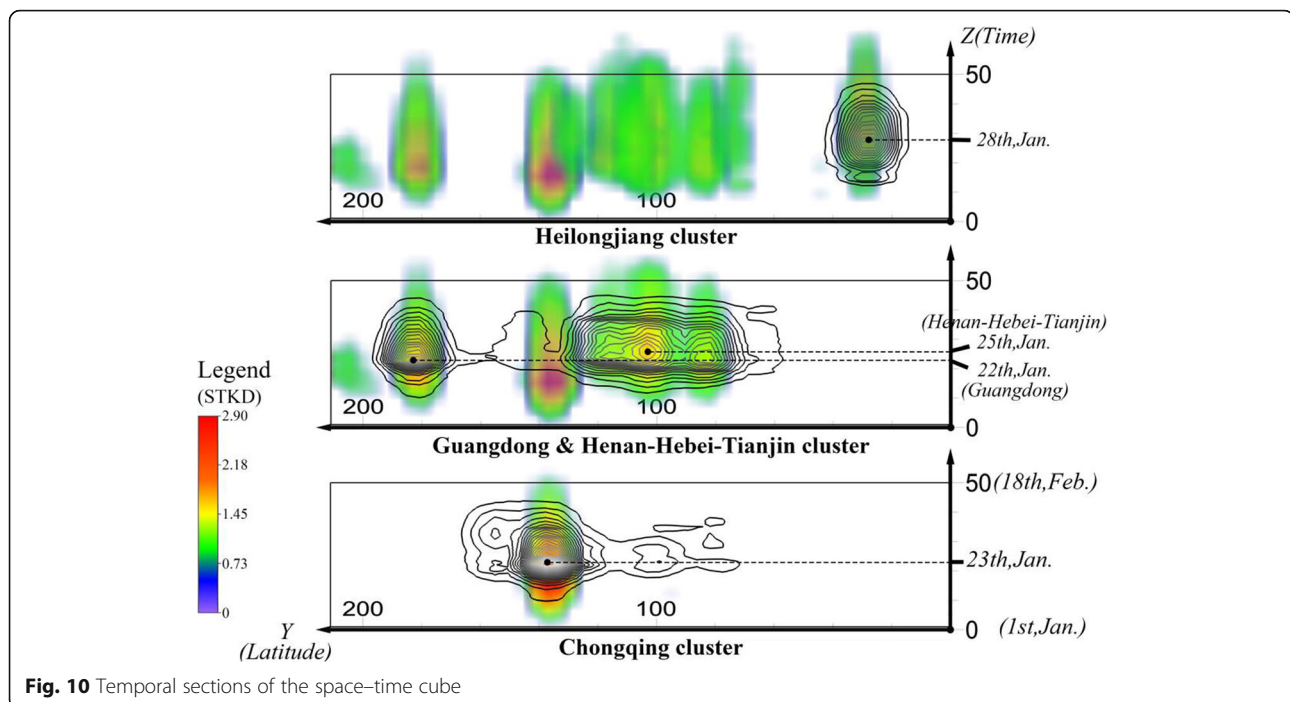 Z(Time)
50
28th,Jan.
200
100
0
Heilongjiang cluster
50
(Henan-Hebei-Tianjin)
25th,Jan.
22th,Jan.
(Guangdong)
200
100
0
Guangdong & Henan-Hebei-Tianjin cluster
Legend
(STKD)
2.90
2.18
1.45
0.73
0
50 (18th,Feb.)
23th,Jan.
200
100
0 (1st,Jan.)
Y
(Latitude)
Chongqing cluster
Fig. 10 Temporal sections of the space–time cube